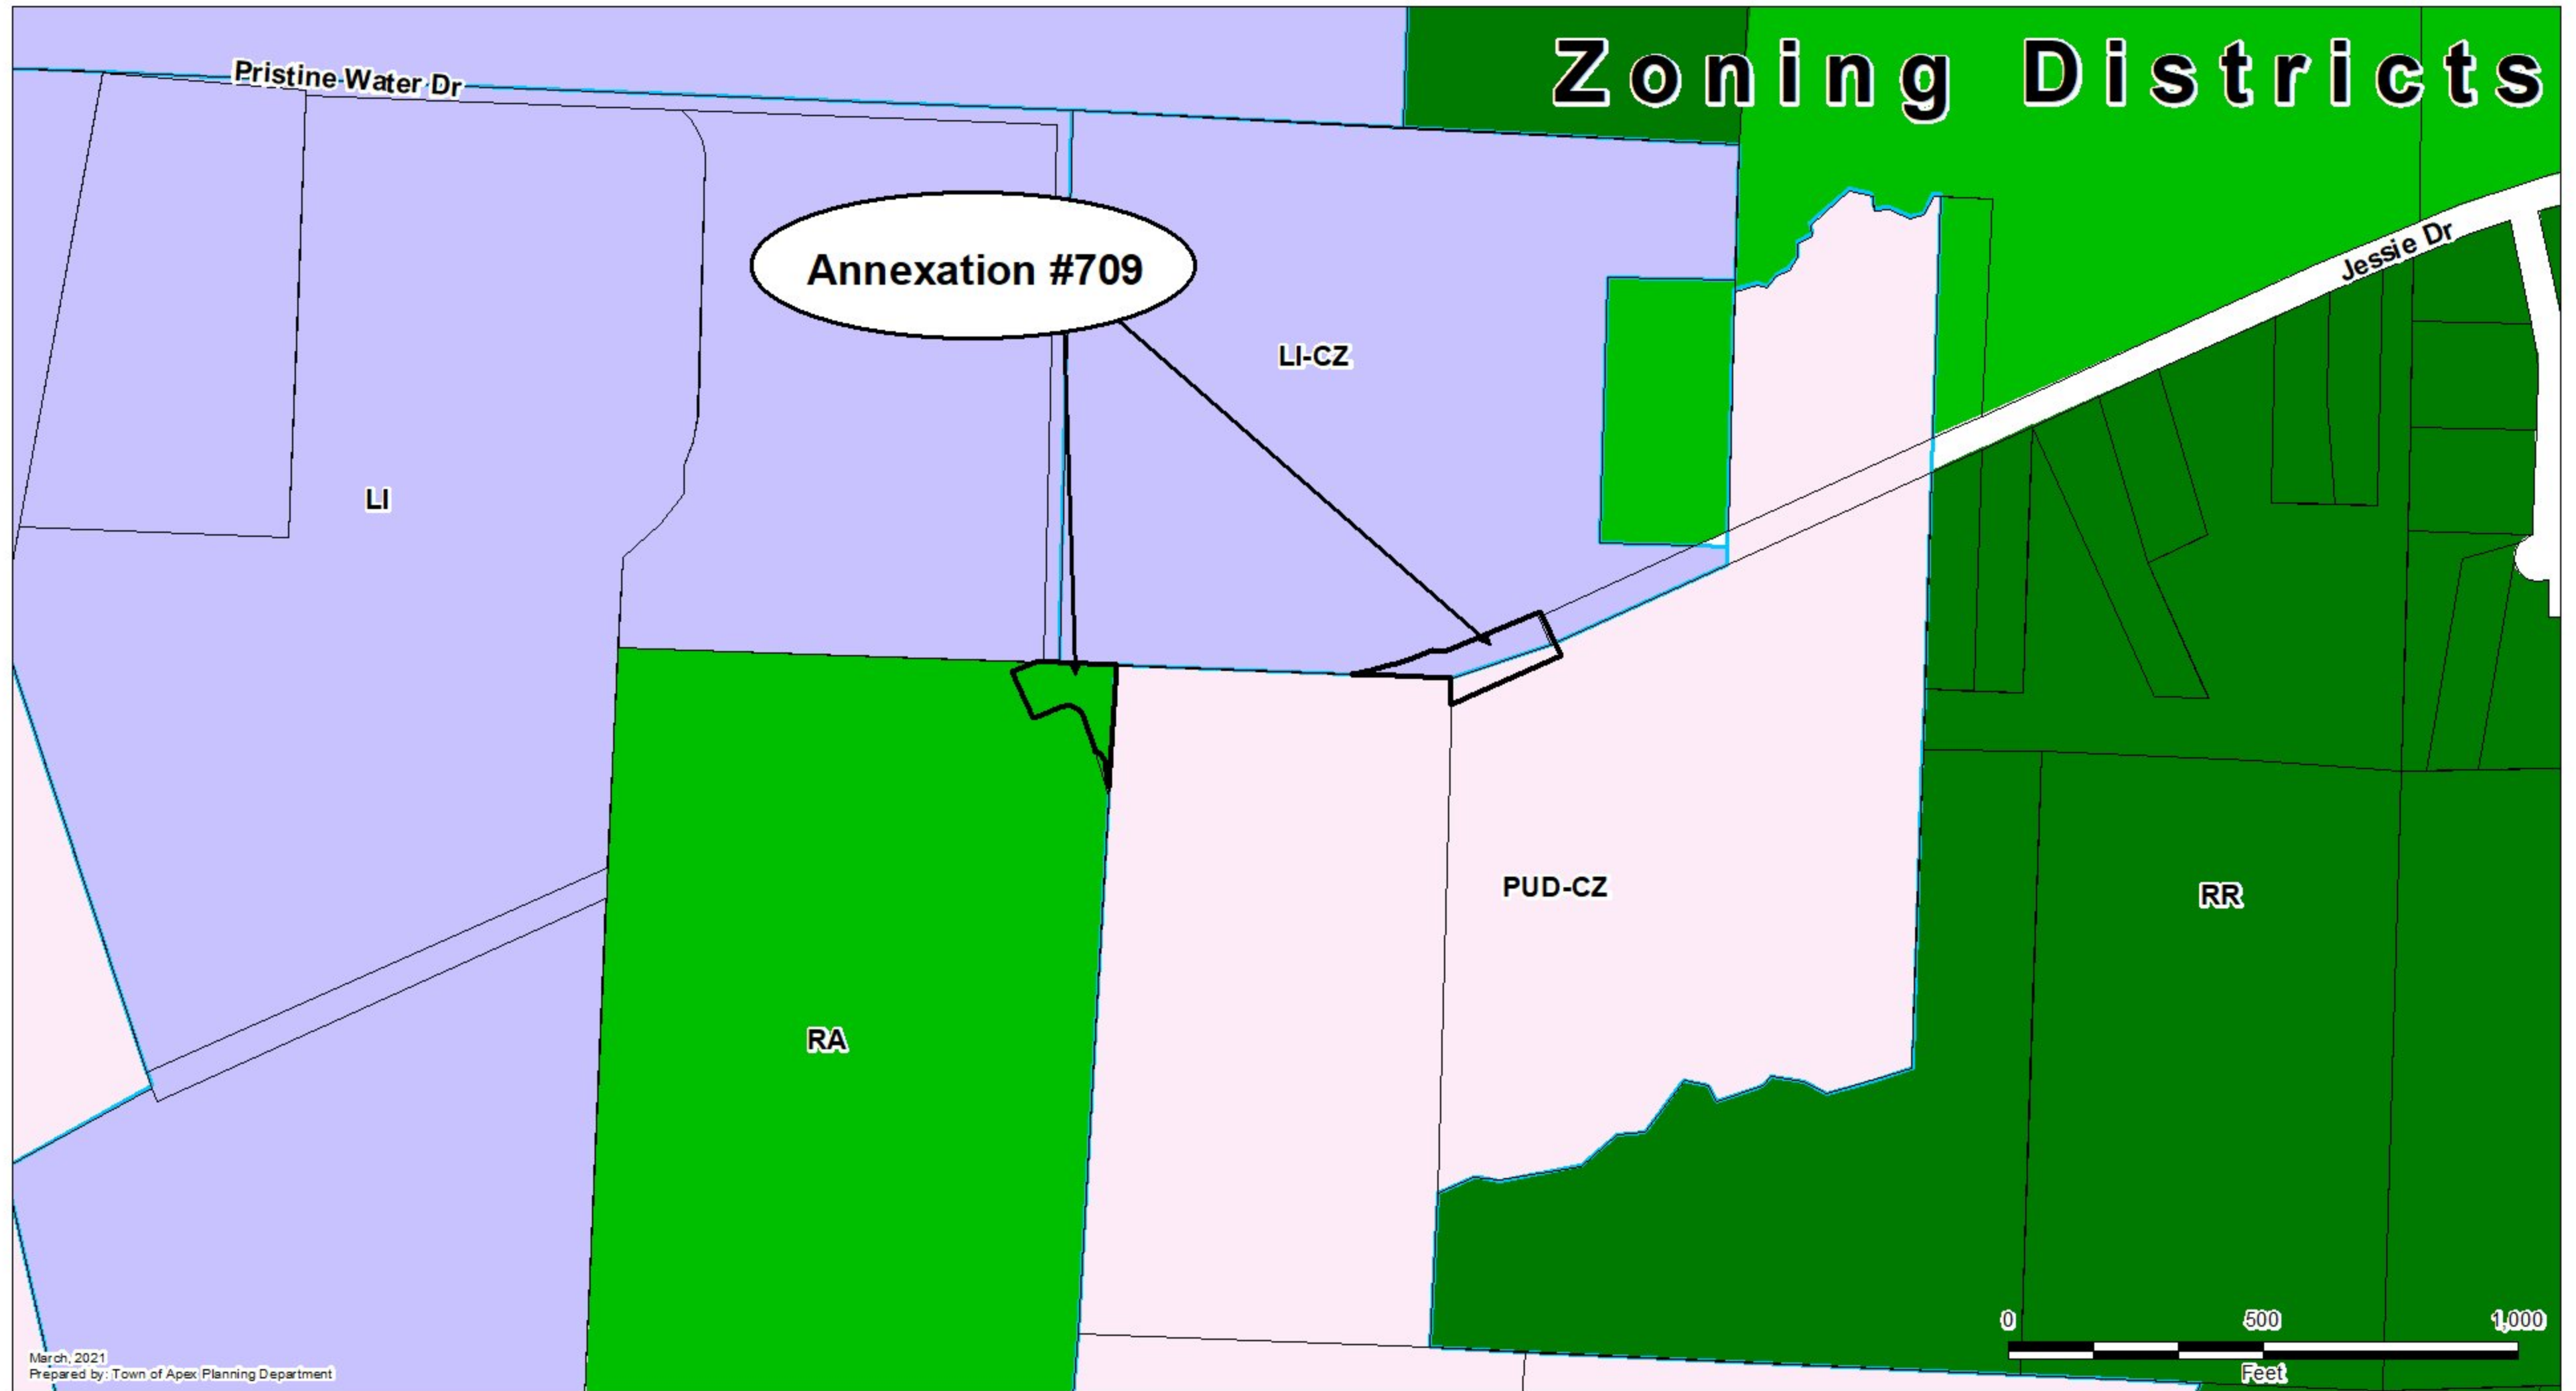 Zoning Districts
Pristine Water Dr
Jessie Dr
Annexation #709
LI-CZ
LI
PUD-CZ
RR
RA
0 500 1,000
Feet
March, 2021
Prepared by: Town of Apex Planning Department